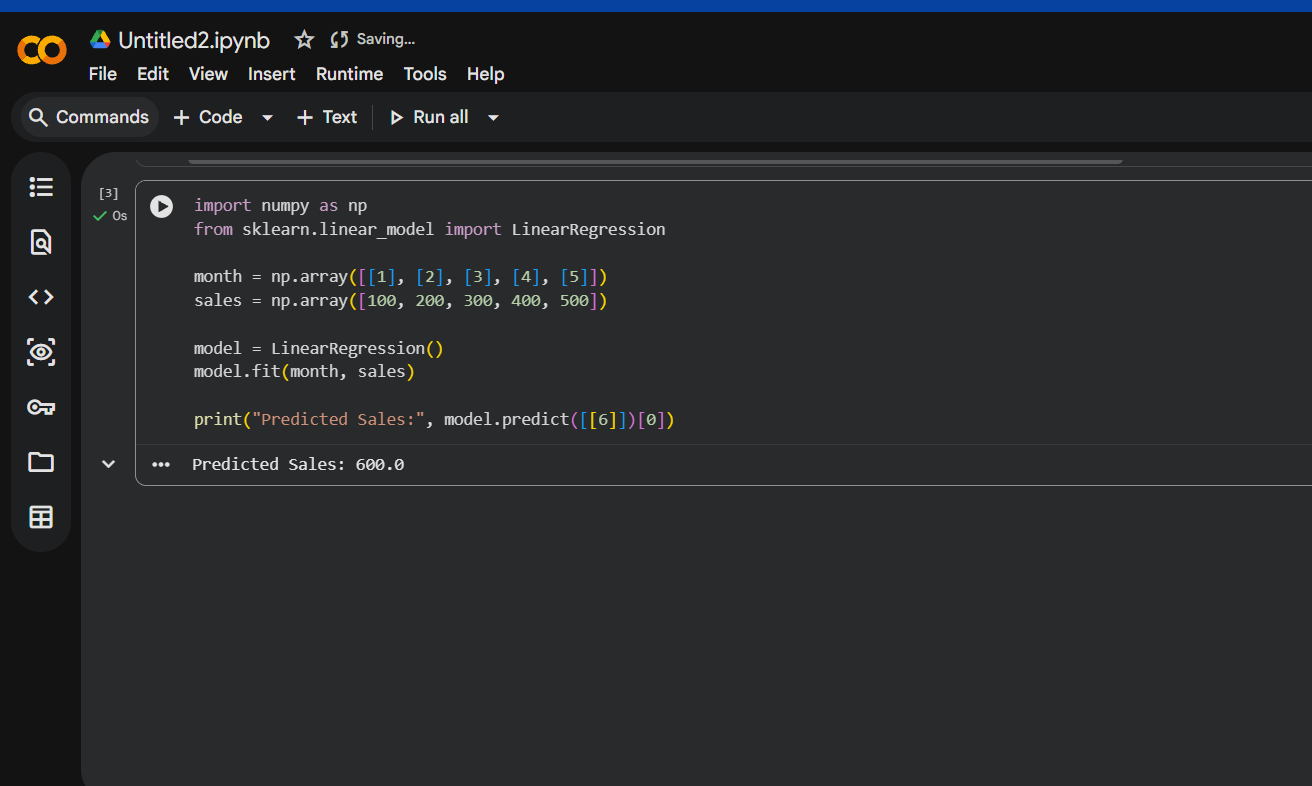 Untitled2.ipynb Saving...
File Edit View Insert Runtime Tools Help
Commands + Code + Text Run all
[3]
0s
import numpy as np
from sklearn.linear_model import LinearRegression
month = np.array([[1], [2], [3], [4], [5]])
sales = np.array([100, 200, 300, 400, 500])
model = LinearRegression()
model.fit(month, sales)
print("Predicted Sales:", model.predict([[6]])[0])
Predicted Sales: 600.0